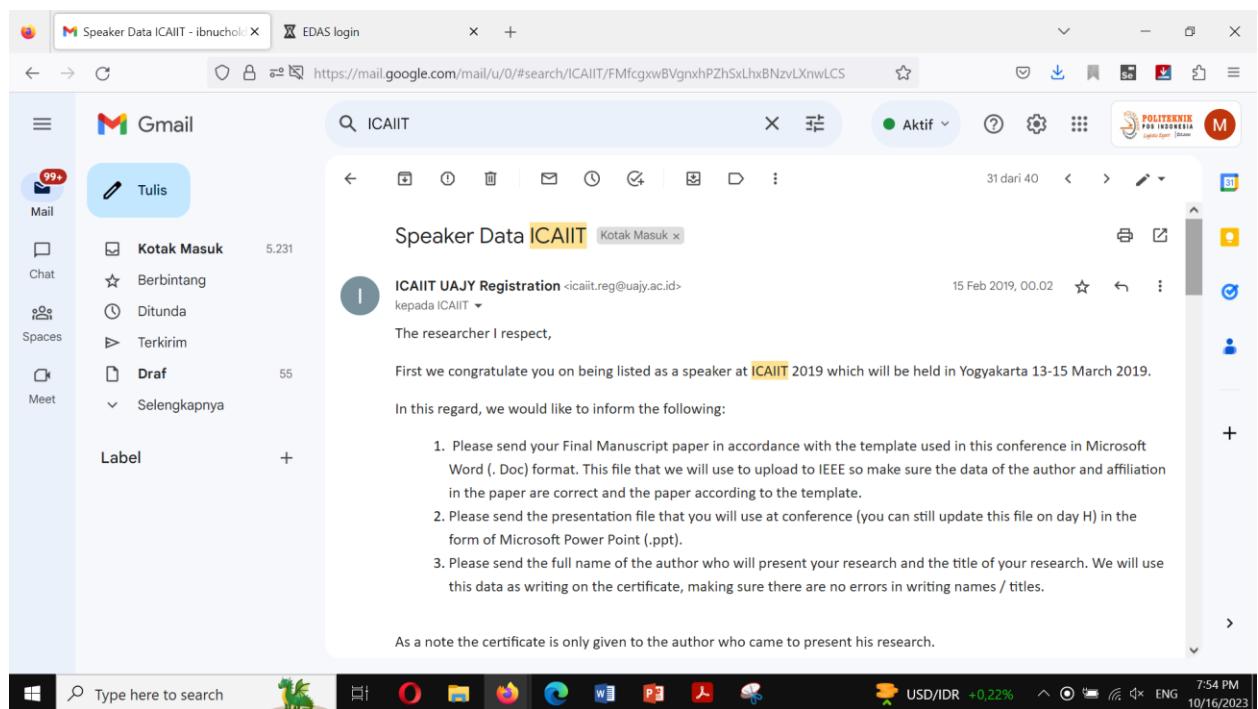 Speaker Data ICAIIT - ibnuchold
EDAS login
https://mail.google.com/mail/u/0/#search/ICAIIT/FMfcgxwBVgnxhPZhSxLhxBNzvLXnwLCS
Gmail
ICAIIT
Aktif
POLITEKNIK
POS INDONESIA
M
99+
Mail
Chat
Spaces
Meet
Tulis
Kotak Masuk 5.231
Berbintang
Ditunda
Terkirim
Draf 55
Selengkapnya
Label
31 dari 40
31
Speaker Data ICAIIT Kotak Masuk ×
I
ICAIIT UAJY Registration <icaiit.reg@uajy.ac.id> 15 Feb 2019, 00.02
kepada ICAIIT
The researcher I respect,
First we congratulate you on being listed as a speaker at ICAIIT 2019 which will be held in Yogyakarta 13-15 March 2019.
In this regard, we would like to inform the following:
1. Please send your Final Manuscript paper in accordance with the template used in this conference in Microsoft
Word (. Doc) format. This file that we will use to upload to IEEE so make sure the data of the author and affiliation
in the paper are correct and the paper according to the template.
2. Please send the presentation file that you will use at conference (you can still update this file on day H) in the
form of Microsoft Power Point (.ppt).
3. Please send the full name of the author who will present your research and the title of your research. We will use
this data as writing on the certificate, making sure there are no errors in writing names / titles.
As a note the certificate is only given to the author who came to present his research.
Type here to search
USD/IDR +0,22%
ENG
7:54 PM
10/16/2023